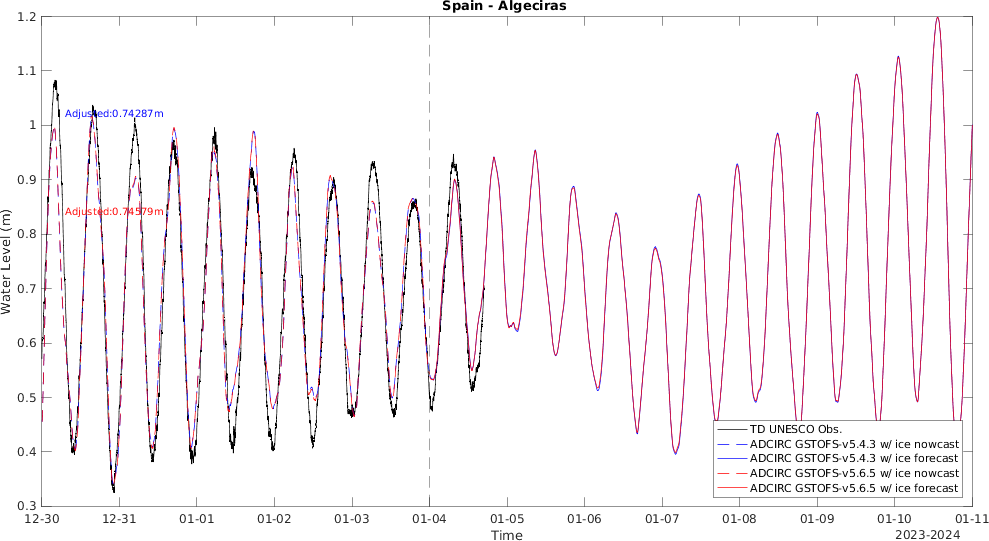 Spain - Algeciras
1.2
1.1
1
0.9
0.8
0.7
0.6
0.5
0.4
0.3
Water Level (m)
Adjusted:0.74287m
Adjusted:0.74579m
TD UNESCO Obs.
ADCIRC GSTOFS-v5.4.3 w/ ice nowcast
ADCIRC GSTOFS-v5.4.3 w/ ice forecast
ADCIRC GSTOFS-v5.6.5 w/ ice nowcast
ADCIRC GSTOFS-v5.6.5 w/ ice forecast
12-30 12-31 01-01 01-02 01-03 01-04 01-05 01-06 01-07 01-08 01-09 01-10 01-11
Time
2023-2024